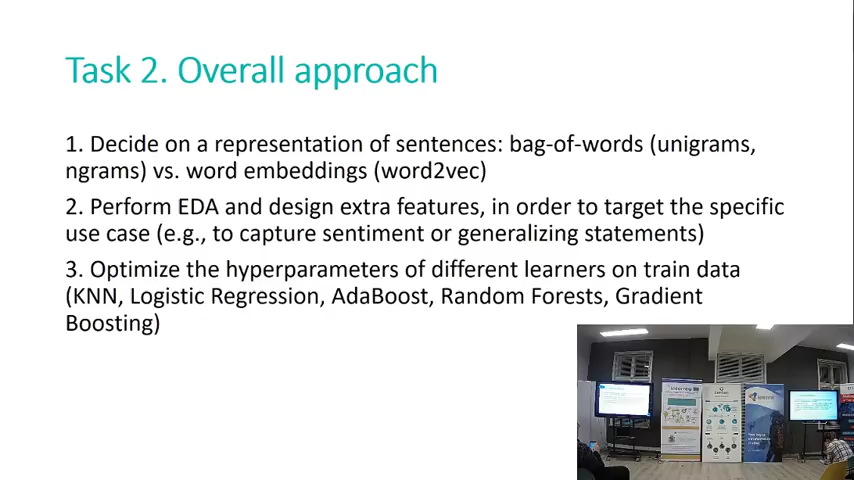 Task 2. Overall approach
1. Decide on a representation of sentences: bag-of-words (unigrams,
ngrams) vs. word embeddings (word2vec)
2. Perform EDA and design extra features, in order to target the specific
use case (e.g., to capture sentiment or generalizing statements)
3. Optimize the hyperparameters of different learners on train data
(KNN, Logistic Regression, AdaBoost, Random Forests, Gradient
Boosting)